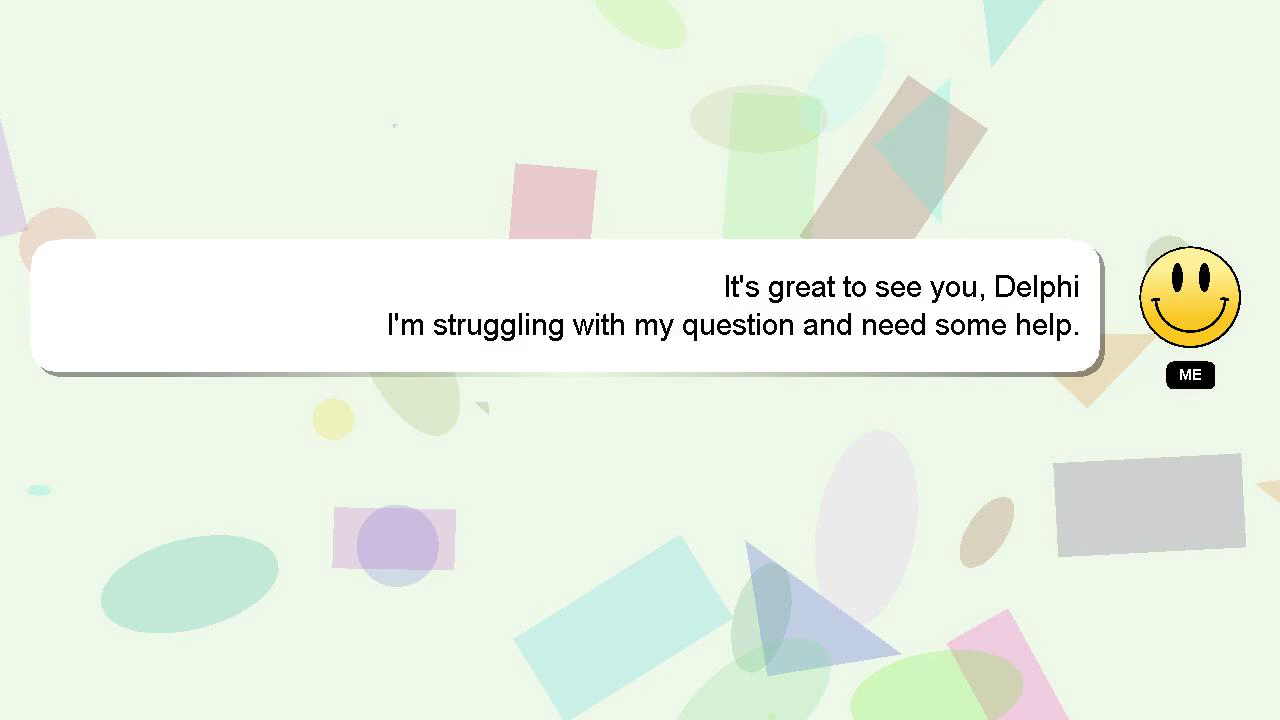 It's great to see you, Delphi
I'm struggling with my question and need some help.
ME